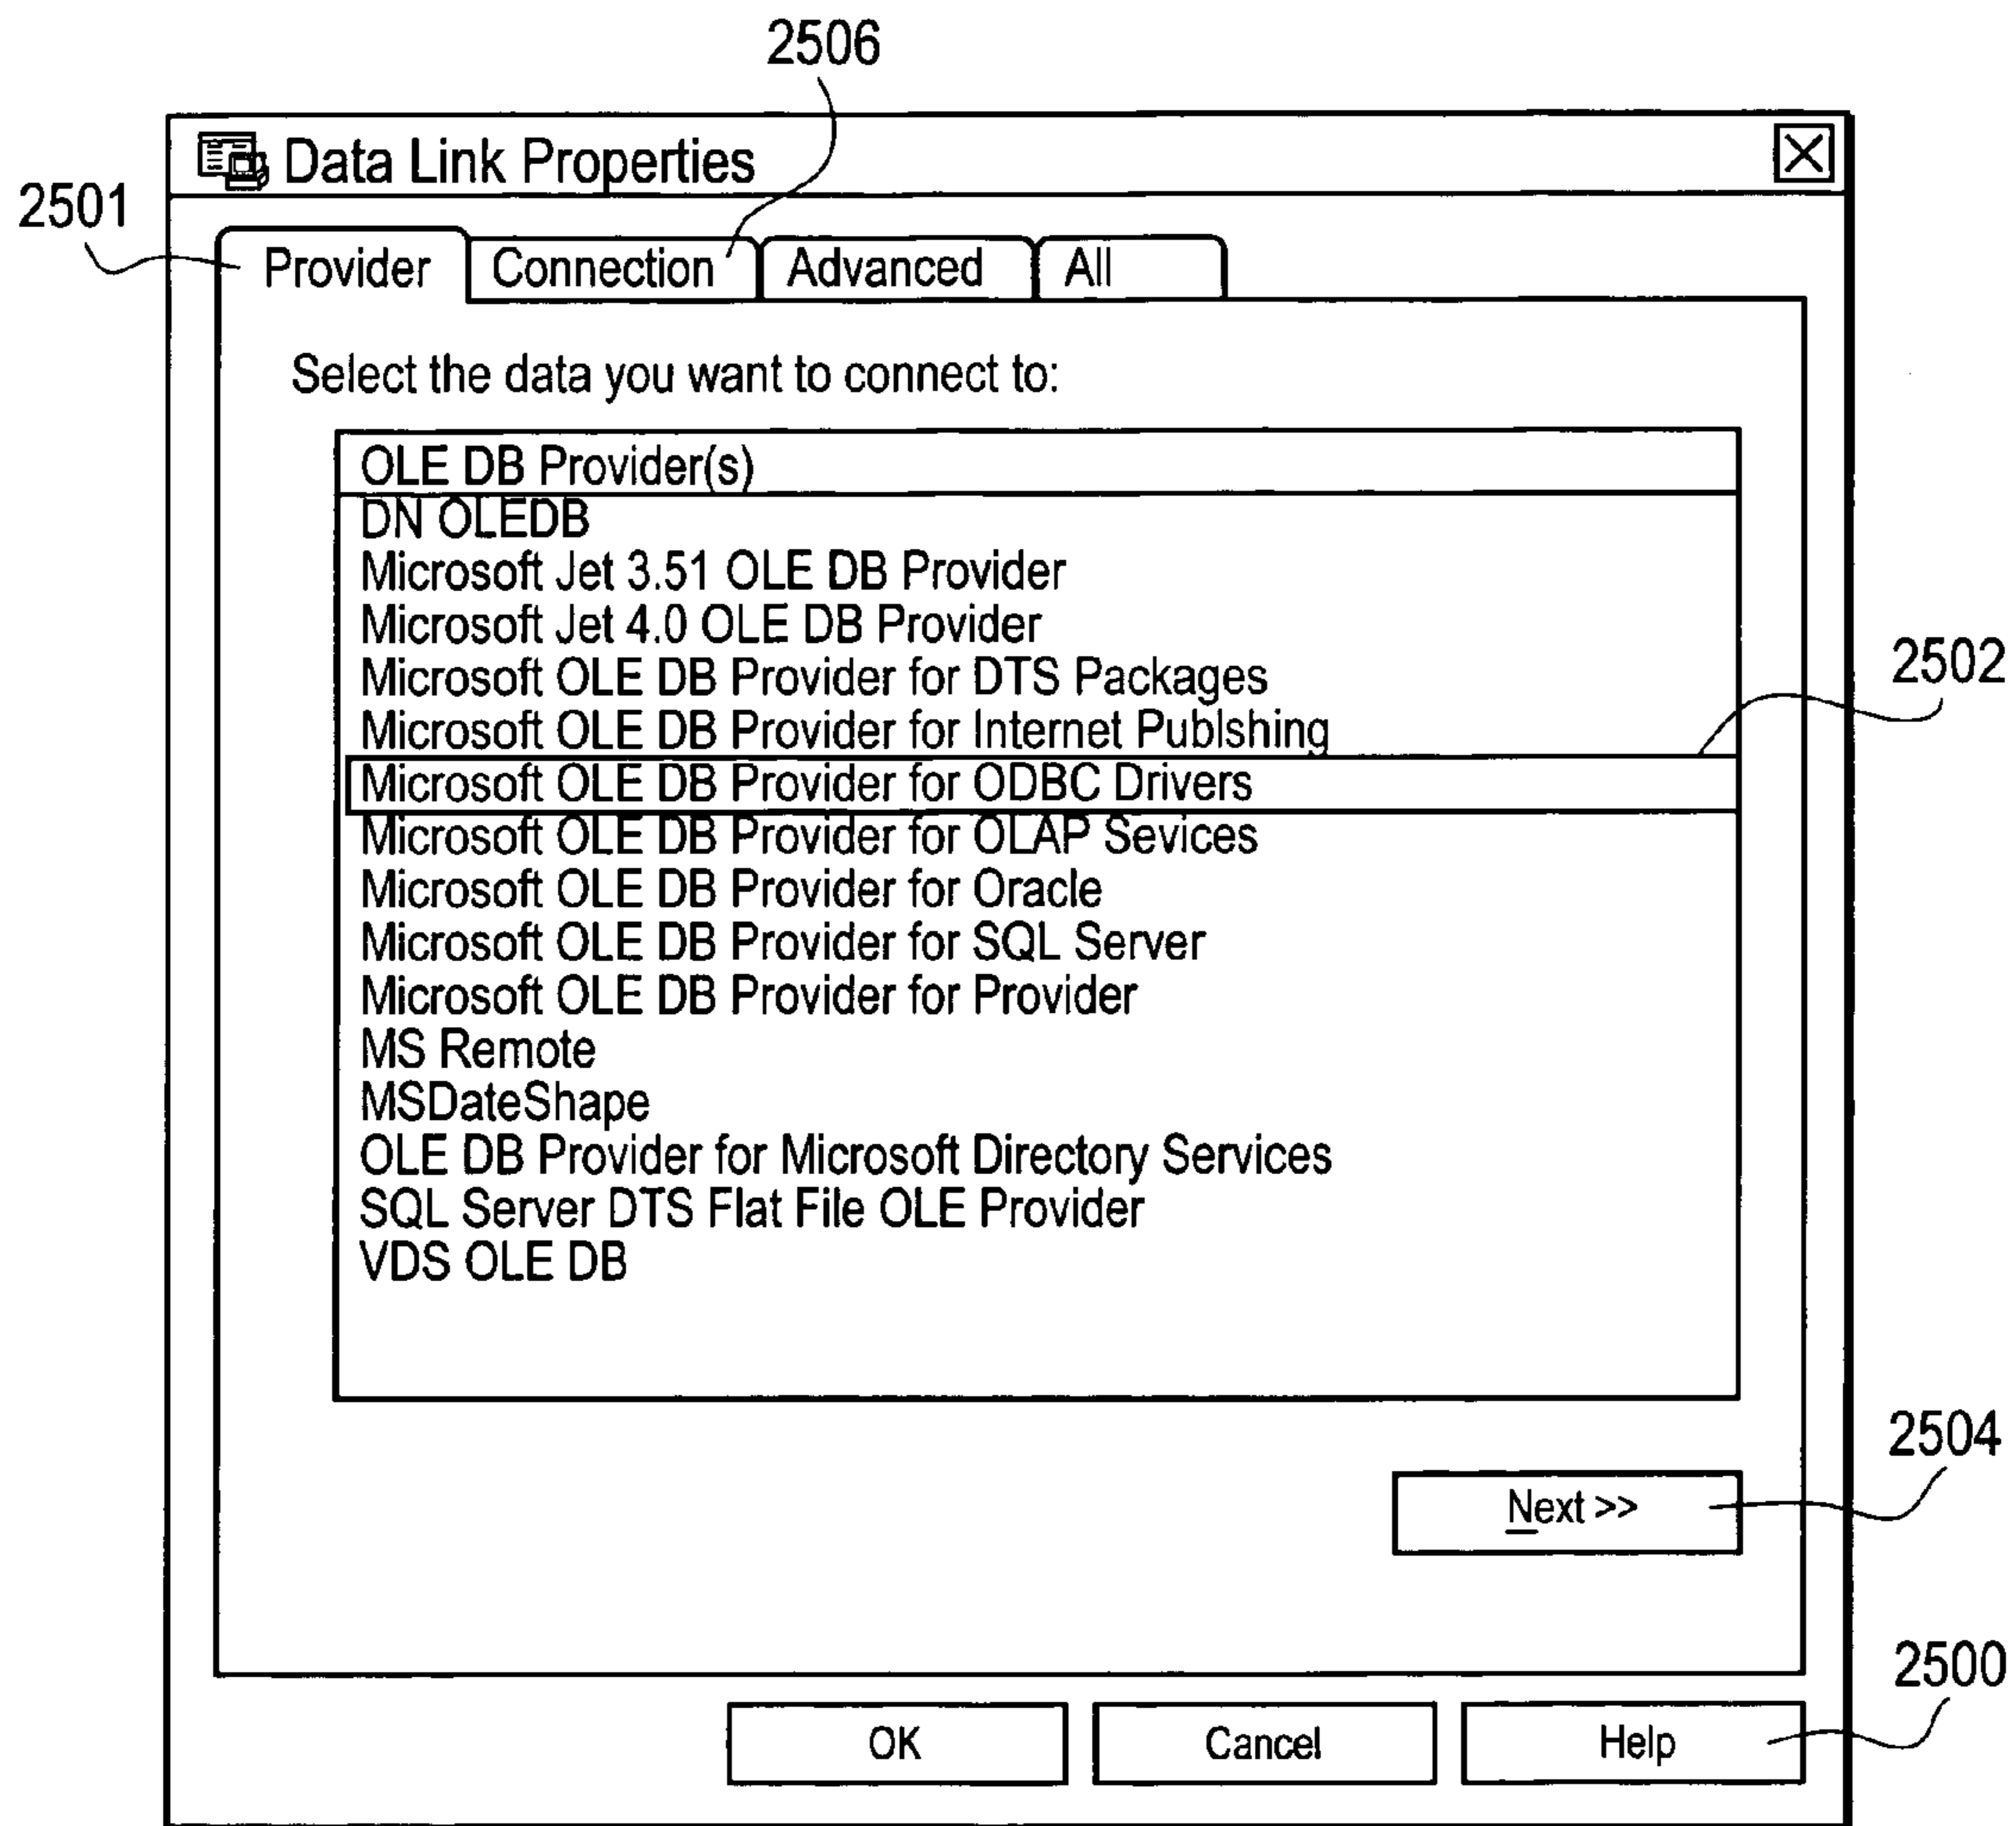 2506
Data Link Properties
2501
Provider Connection Advanced All
Select the data you want to connect to:
OLE DB Provider(s)
DN OLEDB
Microsoft Jet 3.51 OLE DB Provider
Microsoft Jet 4.0 OLE DB Provider
Microsoft OLE DB Provider for DTS Packages
2502
Microsoft OLE DB Provider for Internet Publshing
Microsoft OLE DB Provider for ODBC Drivers
Microsoft OLE DB Provider for OLAP Sevices
Microsoft OLE DB Provider for Oracle
Microsoft OLE DB Provider for SQL Server
Microsoft OLE DB Provider for Provider
MS Remote
MSDateShape
OLE DB Provider for Microsoft Directory Services
SQL Server DTS Flat File OLE Provider
VDS OLE DB
2504
Next >>
2500
OK Cancel Help